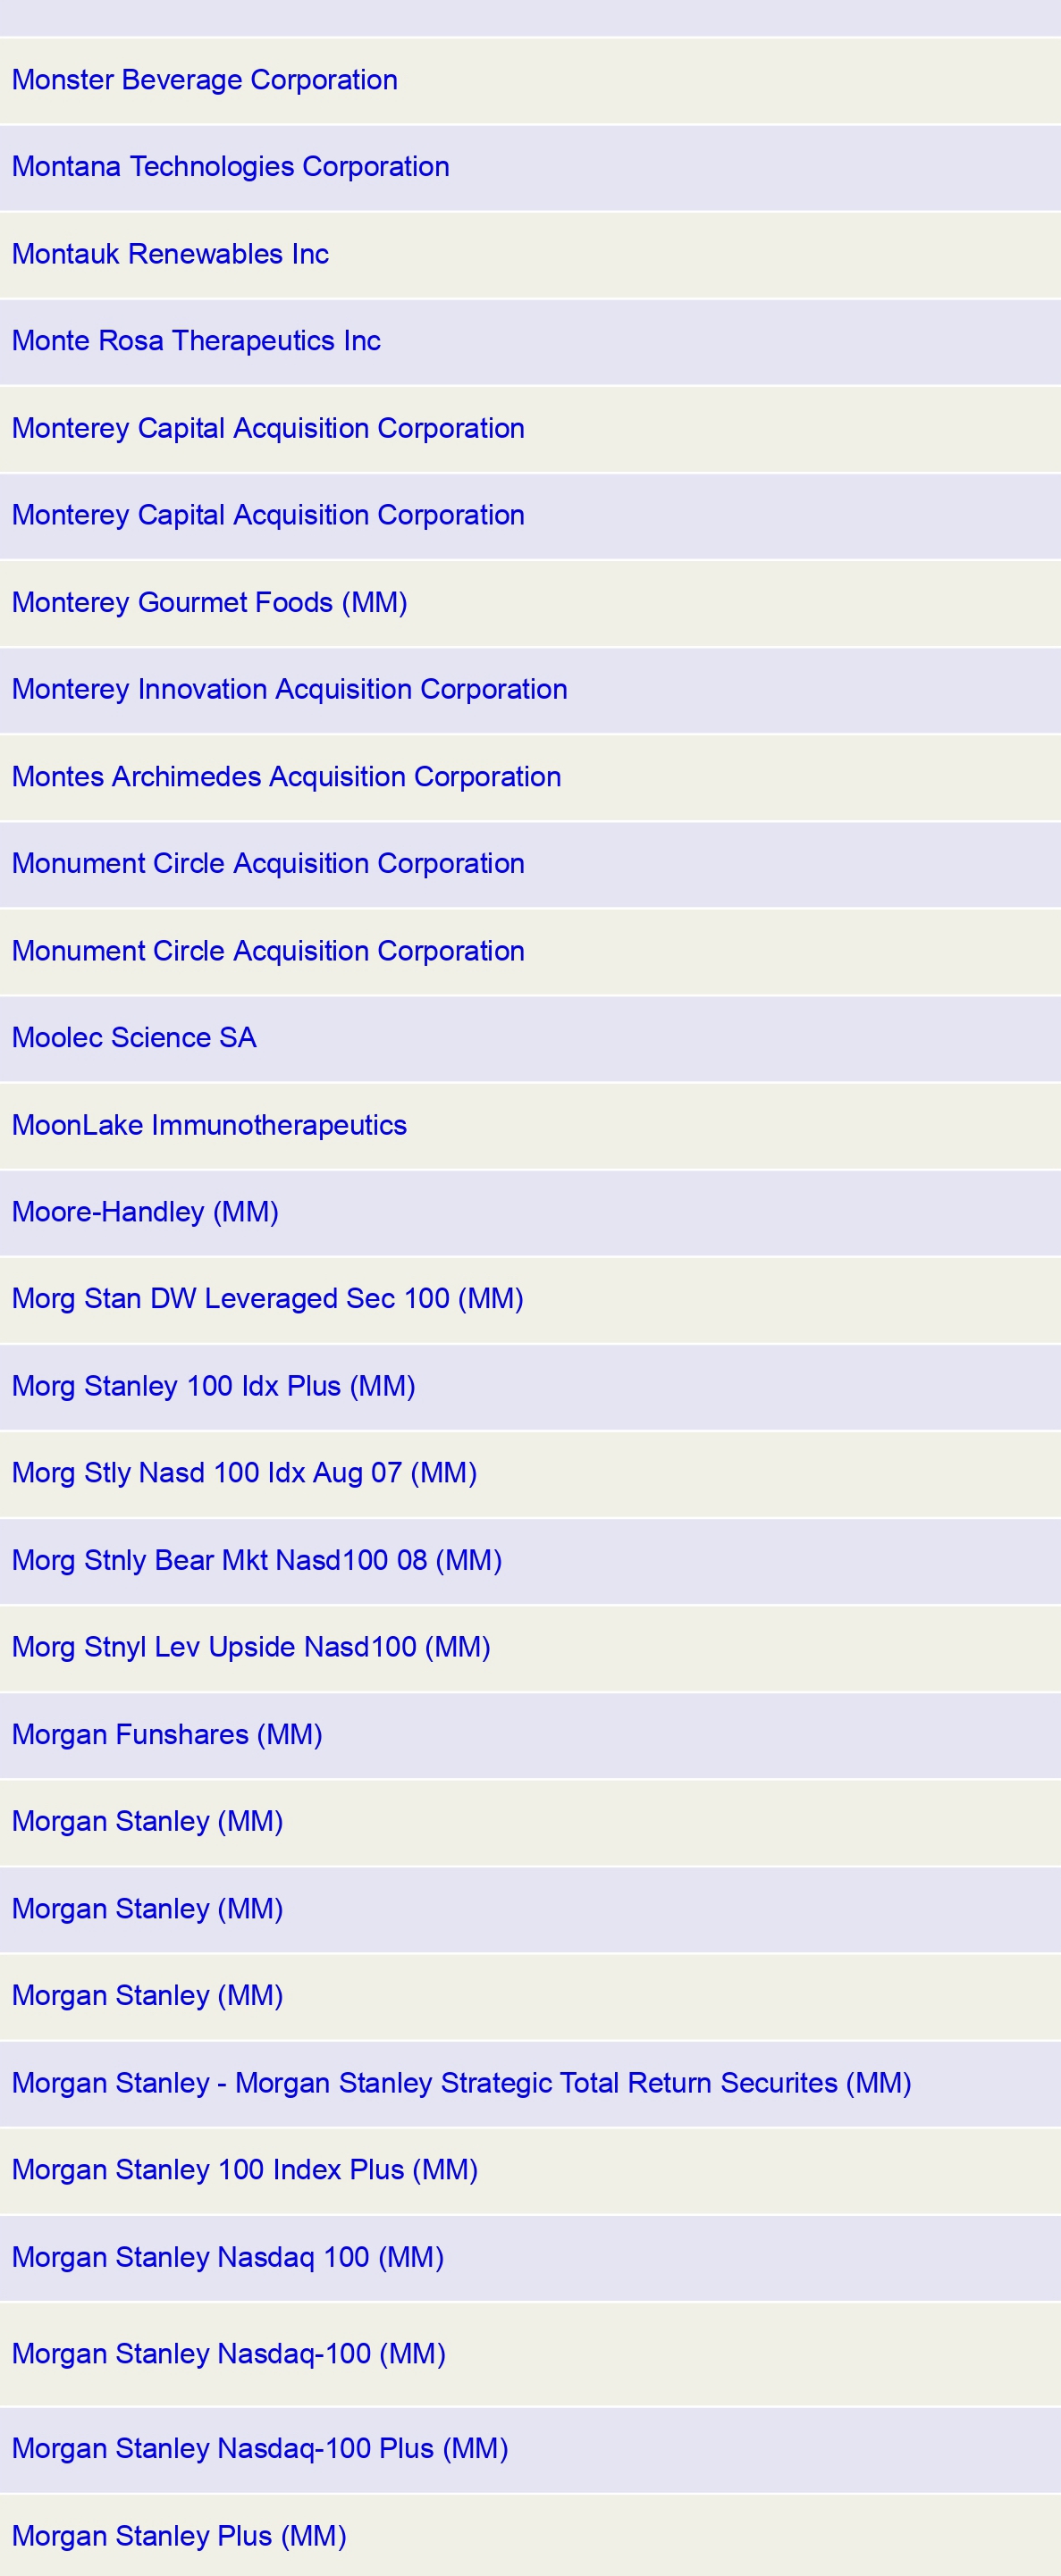 Monster Beverage Corporation
Montana Technologies Corporation
Montauk Renewables Inc
Monte Rosa Therapeutics Inc
Monterey Capital Acquisition Corporation
Monterey Capital Acquisition Corporation
Monterey Gourmet Foods (MM)
Monterey Innovation Acquisition Corporation
Montes Archimedes Acquisition Corporation
Monument Circle Acquisition Corporation
Monument Circle Acquisition Corporation
Moolec Science SA
MoonLake Immunotherapeutics
Moore-Handley (MM)
Morg Stan DW Leveraged Sec 100 (MM)
Morg Stanley 100 Idx Plus (MM)
Morg Stly Nasd 100 Idx Aug 07 (MM)
Morg Stnly Bear Mkt Nasd100 08 (MM)
Morg Stnyl Lev Upside Nasd100 (MM)
Morgan Funshares (MM)
Morgan Stanley (MM)
Morgan Stanley (MM)
Morgan Stanley (MM)
Morgan Stanley - Morgan Stanley Strategic Total Return Securites (MM)
Morgan Stanley 100 Index Plus (MM)
Morgan Stanley Nasdaq 100 (MM)
Morgan Stanley Nasdaq-100 (MM)
Morgan Stanley Nasdaq-100 Plus (MM)
Morgan Stanley Plus (MM)